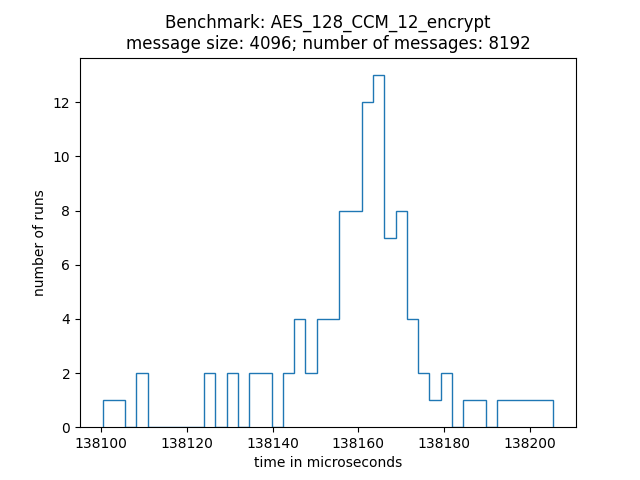 Benchmark: AES_128_CCM_12_encrypt
message size: 4096; number of messages: 8192
12
10
8
6
4
2
0
number of runs
138100 138120 138140 138160 138180 138200
time in microseconds